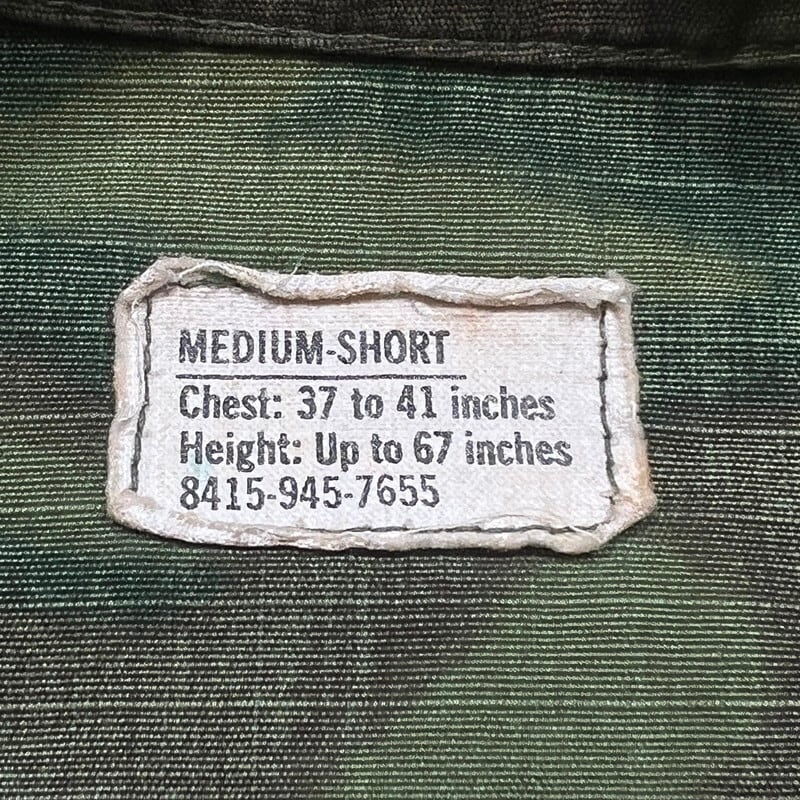 MEDIUM-SHORT
Chest: 37 to 41 inches
Height: Up to 67 inches
8415-945-7655